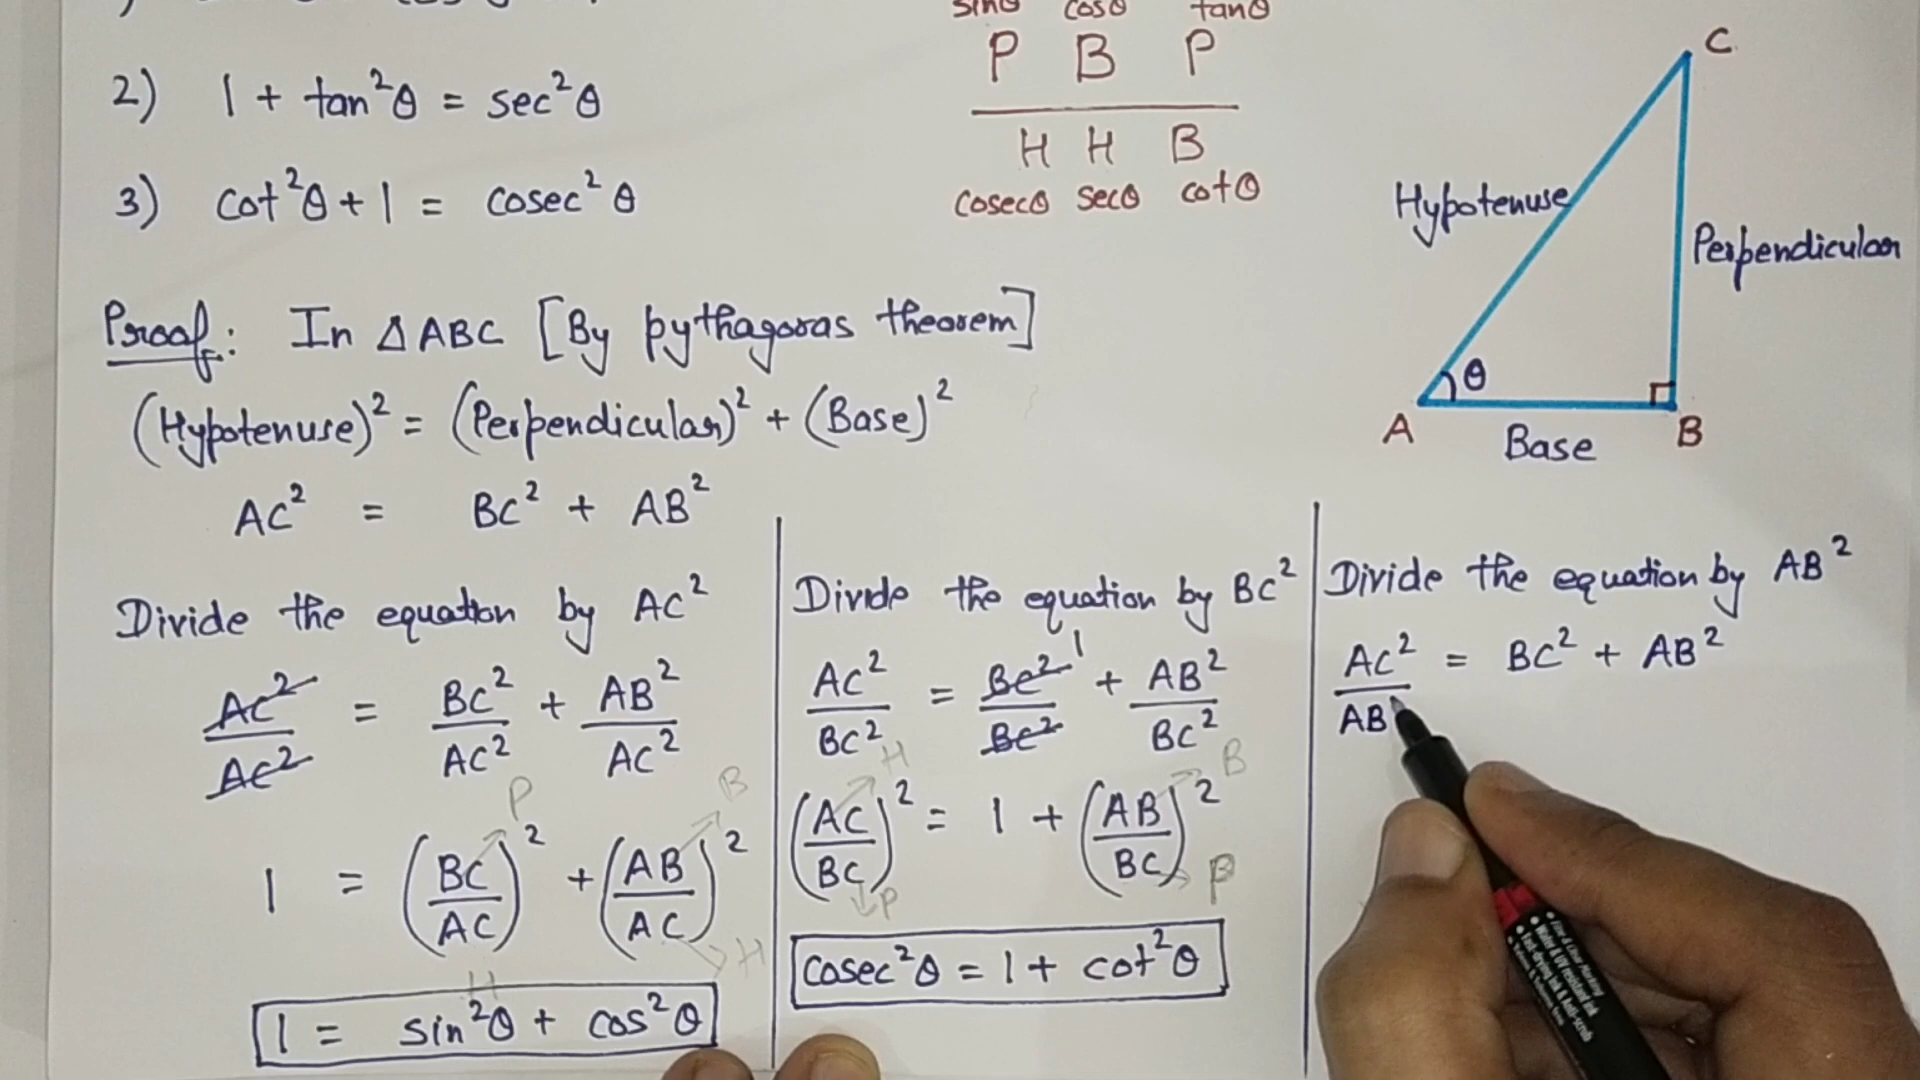 2) 1 + tan²θ = sec²θ
3) cot²θ + 1 = cosec²θ
sinθ cosθ tanθ
P B P
H H B
cosecθ secθ cotθ
C
Hypotenuse
Perpendicular
θ
A
Base
B
Proof: In Δ ABC [By pythagoras theorem]
(Hypotenuse)² = (Perpendicular)² + (Base)²
AC² = BC² + AB²
Divide the equation by AC²
AC²/AC² = BC²/AC² + AB²/AC²
P B
1 = (BC/AC)² + (AB/AC)²
H H
1 = sin²θ + cos²θ
Divide the equation by BC²
1
AC²/BC² = BC²/BC² + AB²/BC²
H B
(AC/BC)² = 1 + (AB/BC)²
P P
cosec²θ = 1 + cot²θ
Divide the equation by AB²
AC²/AB = BC² + AB²